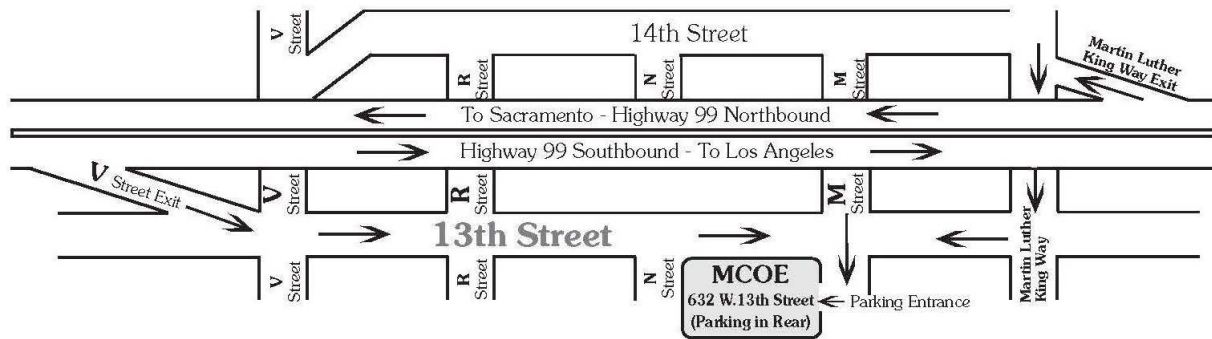 V
Street
14th Street
Martin Luther
King Way Exit
R
Street
N
Street
M
Street
To Sacramento - Highway 99 Northbound
Highway 99 Southbound - To Los Angeles
V
Street Exit
V
Street
R
Street
M
Street
13th Street
Martin Luther
King Way
V
Street
R
Street
N
Street
MCOE
632 W.13th Street
(Parking in Rear)
Parking Entrance